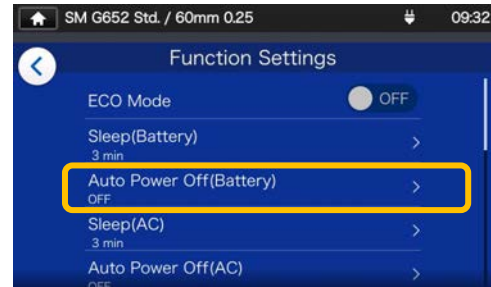 SM G652 Std. / 60mm 0.25
09:32
Function Settings
ECO Mode
OFF
Sleep(Battery)
3 min
Auto Power Off(Battery)
OFF
Sleep(AC)
3 min
Auto Power Off(AC)
OFF